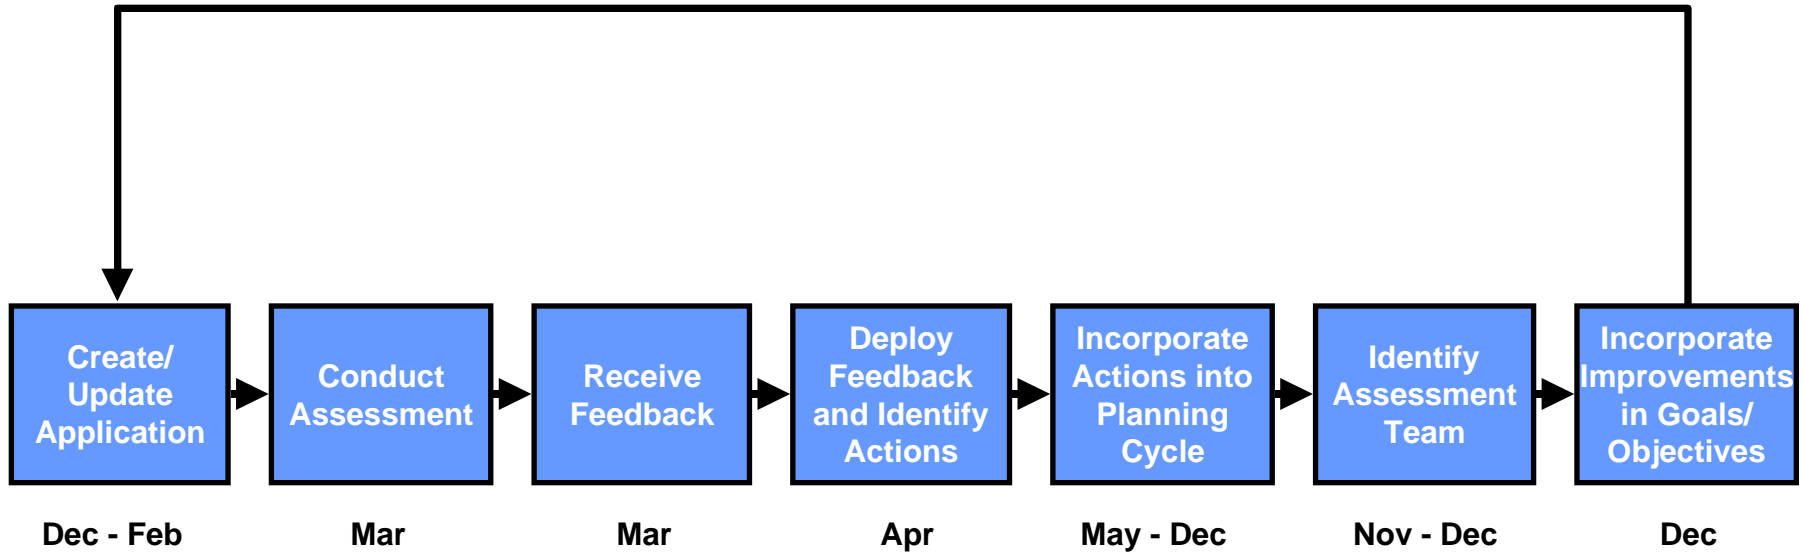 Create/
Update
Application
Conduct
Assessment
Receive
Feedback
Deploy
Feedback
and Identify
Actions
Incorporate
Actions into
Planning
Cycle
Identify
Assessment
Team
Incorporate
Improvements
in Goals/
Objectives
Dec - Feb
Mar
Mar
Apr
May - Dec
Nov - Dec
Dec